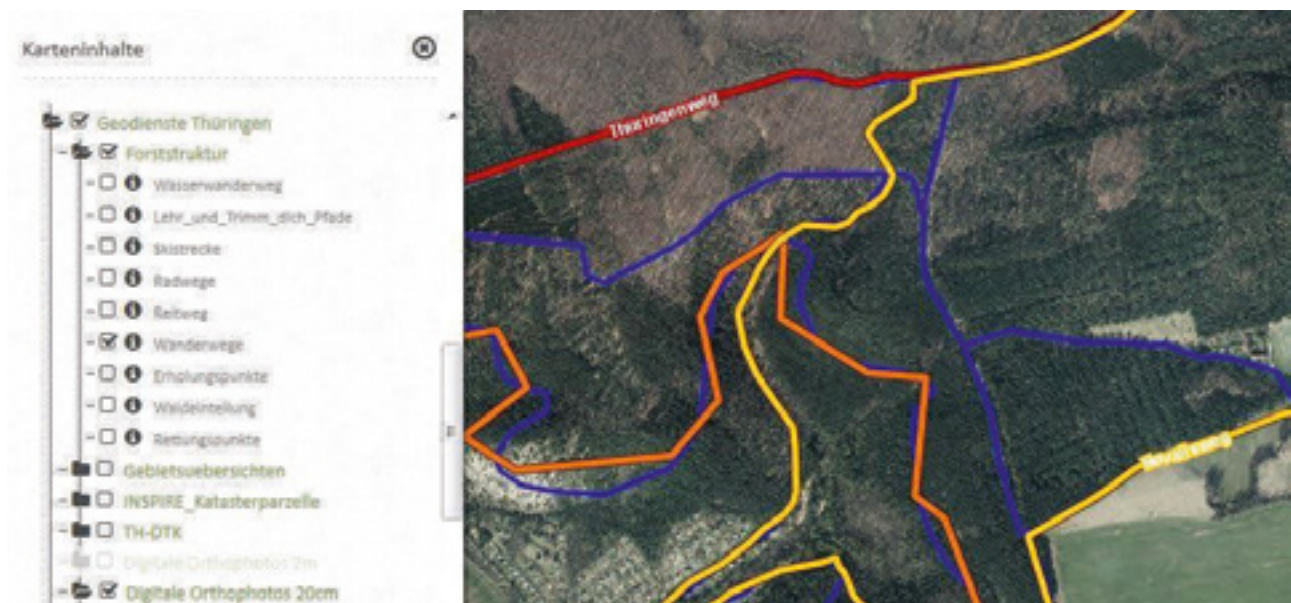 Karteninhalte
Geodienste Thüringen
Forststruktur
Wasserwanderweg
Lehr_und_Trimm_dich_Pfade
Skistrecke
Radwege
Reitweg
Wanderwege
Erholungspunkte
Waldeinteilung
Rettungspunkte
Gebietsuebersichten
INSPIRE_Katasterparzelle
TH-DTK
Digitale Orthophotos 2m
Digitale Orthophotos 20cm
Thüringenweg